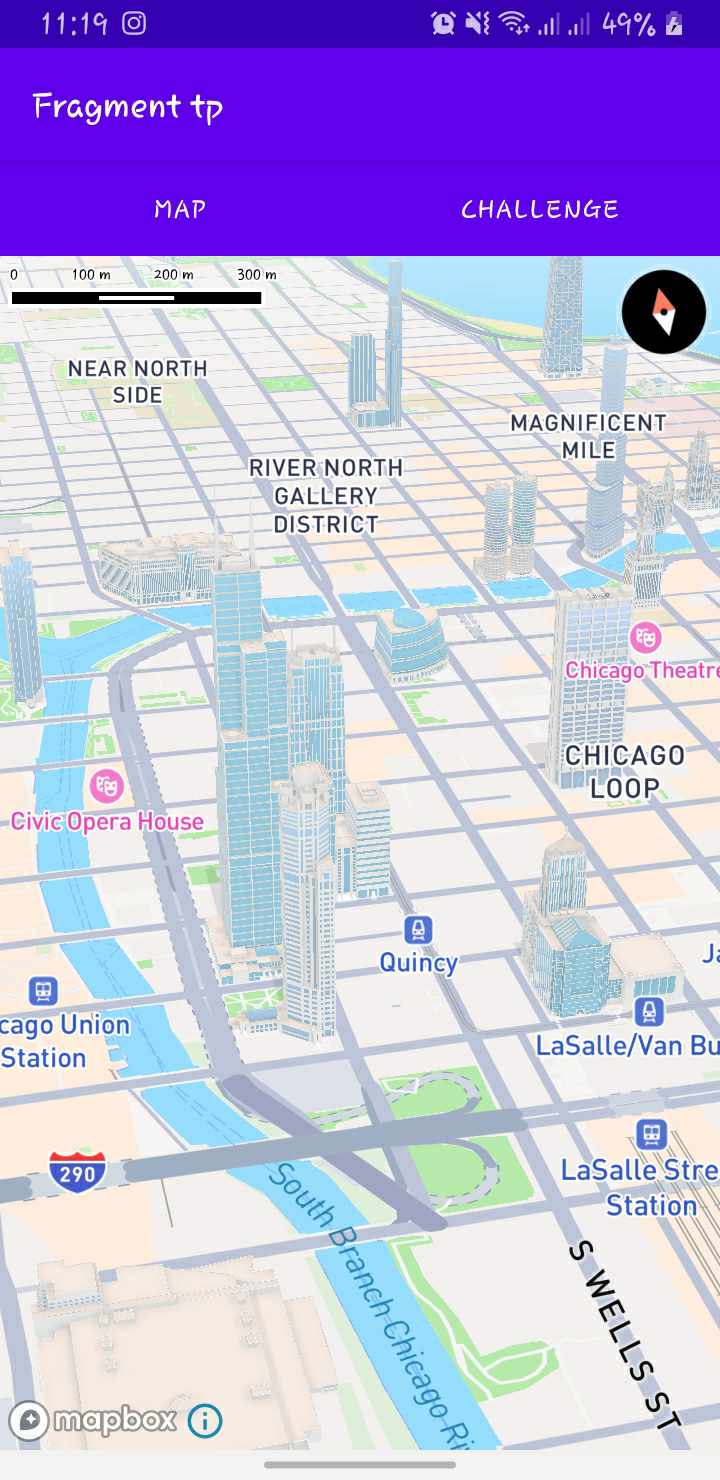 11:19
49%
Fragment tp
MAP
CHALLENGE
0
100 m
200 m
300 m
NEAR NORTH
SIDE
MAGNIFICENT
MILE
RIVER NORTH
GALLERY
DISTRICT
Chicago Theatre
CHICAGO
LOOP
Civic Opera House
Quincy
Ja
cago Union
Station
LaSalle/Van Bu
290
LaSalle Stre
Station
South Branch Chicago Ri
S WELLS ST
mapbox